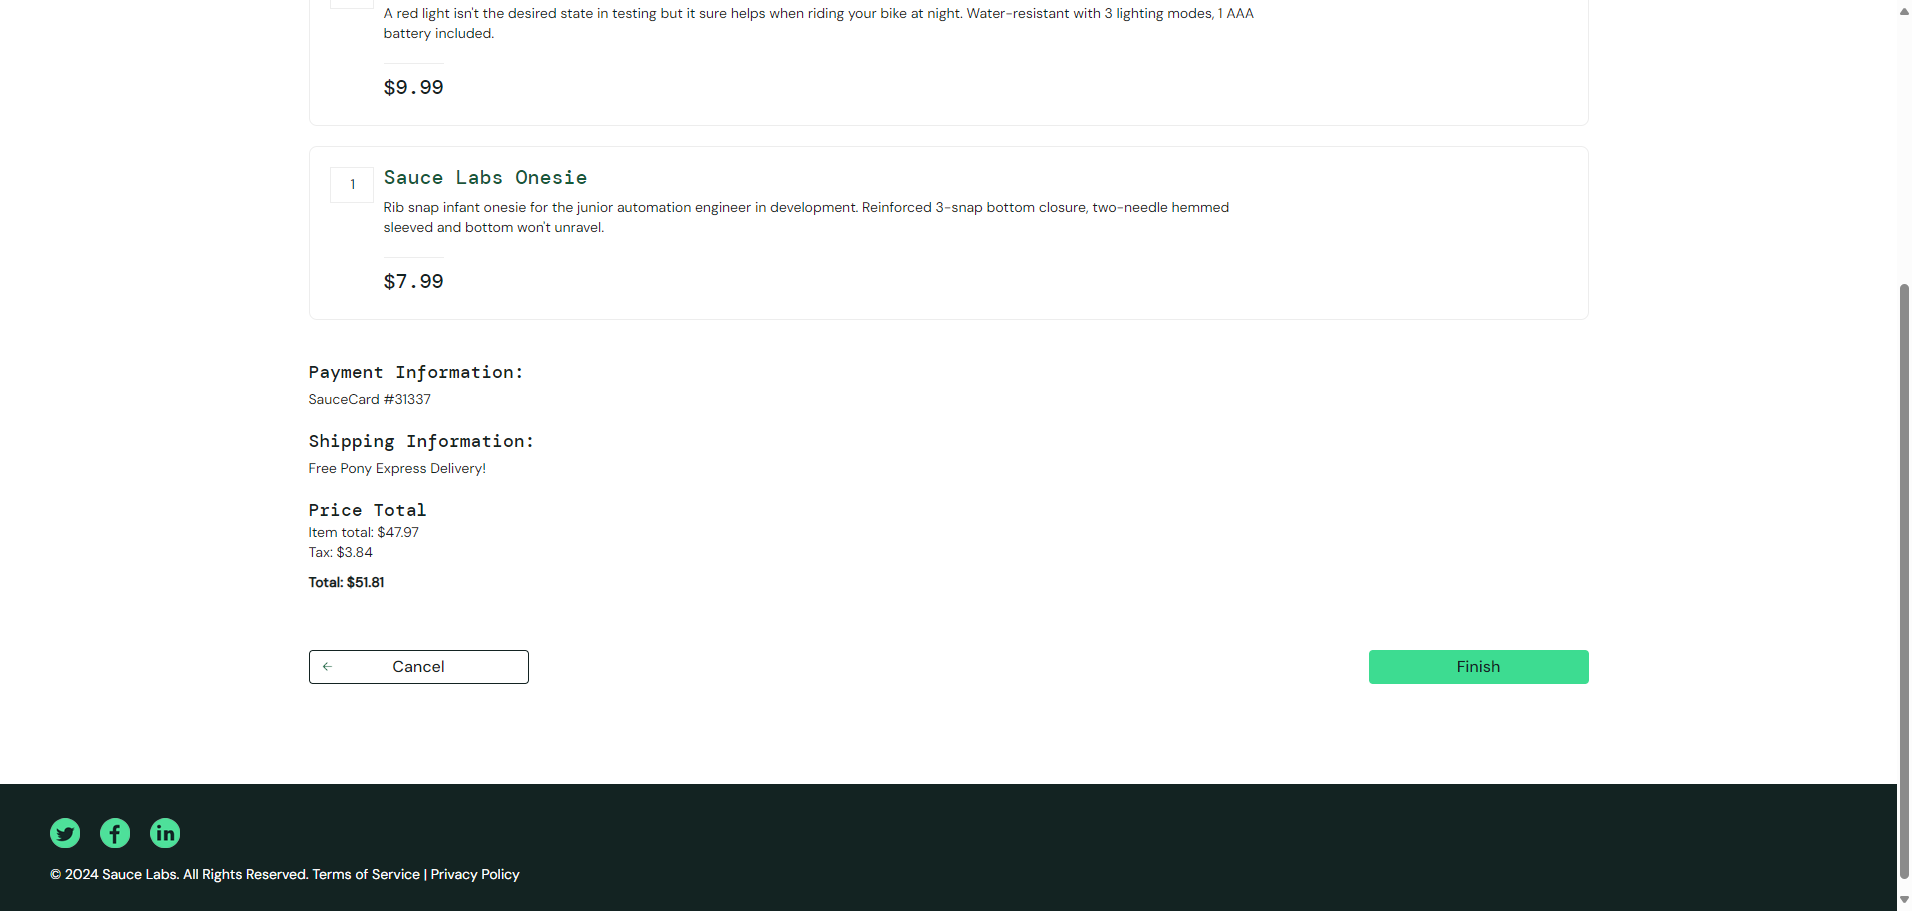 A red light isn't the desired state in testing but it sure helps when riding your bike at night. Water-resistant with 3 lighting modes, 1 AAA
battery included.
$9.99
1
Sauce Labs Onesie
Rib snap infant onesie for the junior automation engineer in development. Reinforced 3-snap bottom closure, two-needle hemmed
sleeved and bottom won't unravel.
$7.99
Payment Information:
SauceCard #31337
Shipping Information:
Free Pony Express Delivery!
Price Total
Item total: $47.97
Tax: $3.84
Total: $51.81
Cancel
Finish
© 2024 Sauce Labs. All Rights Reserved. Terms of Service | Privacy Policy